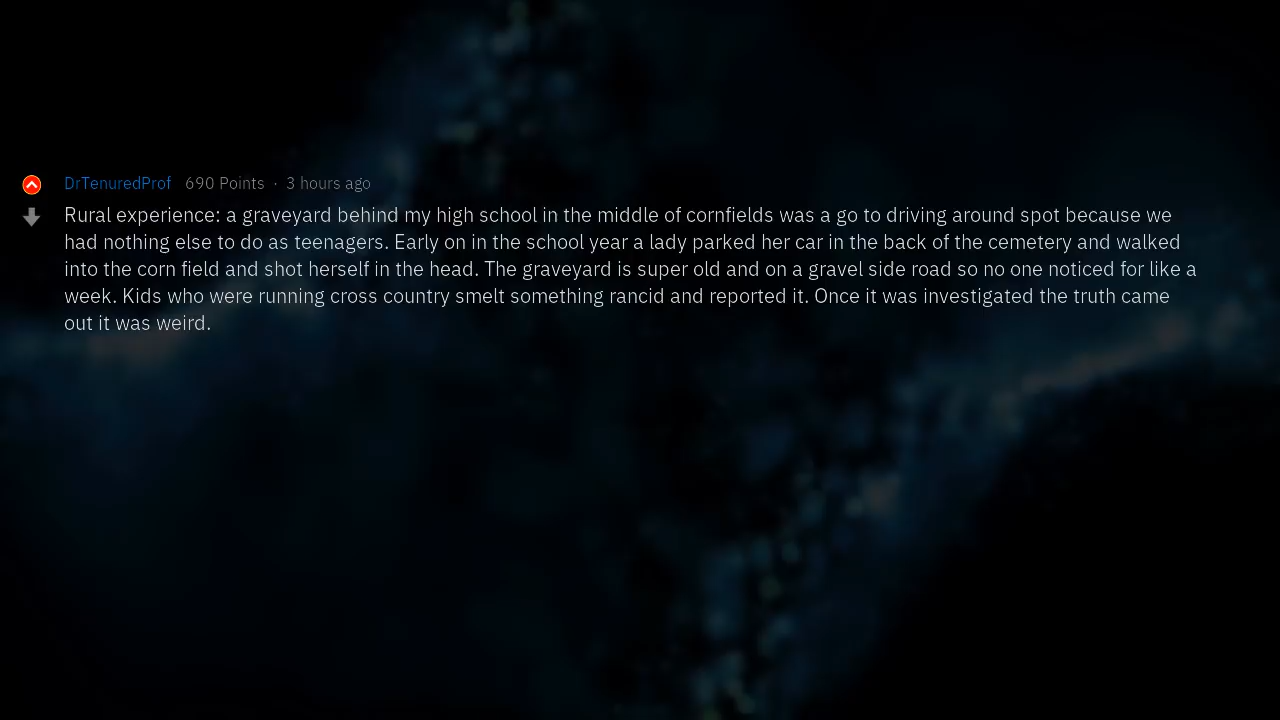 DrTenuredProf 690 Points · 3 hours ago
Rural experience: a graveyard behind my high school in the middle of cornfields was a go to driving around spot because we
had nothing else to do as teenagers. Early on in the school year a lady parked her car in the back of the cemetery and walked
into the corn field and shot herself in the head. The graveyard is super old and on a gravel side road so no one noticed for like a
week. Kids who were running cross country smelt something rancid and reported it. Once it was investigated the truth came
out it was weird.